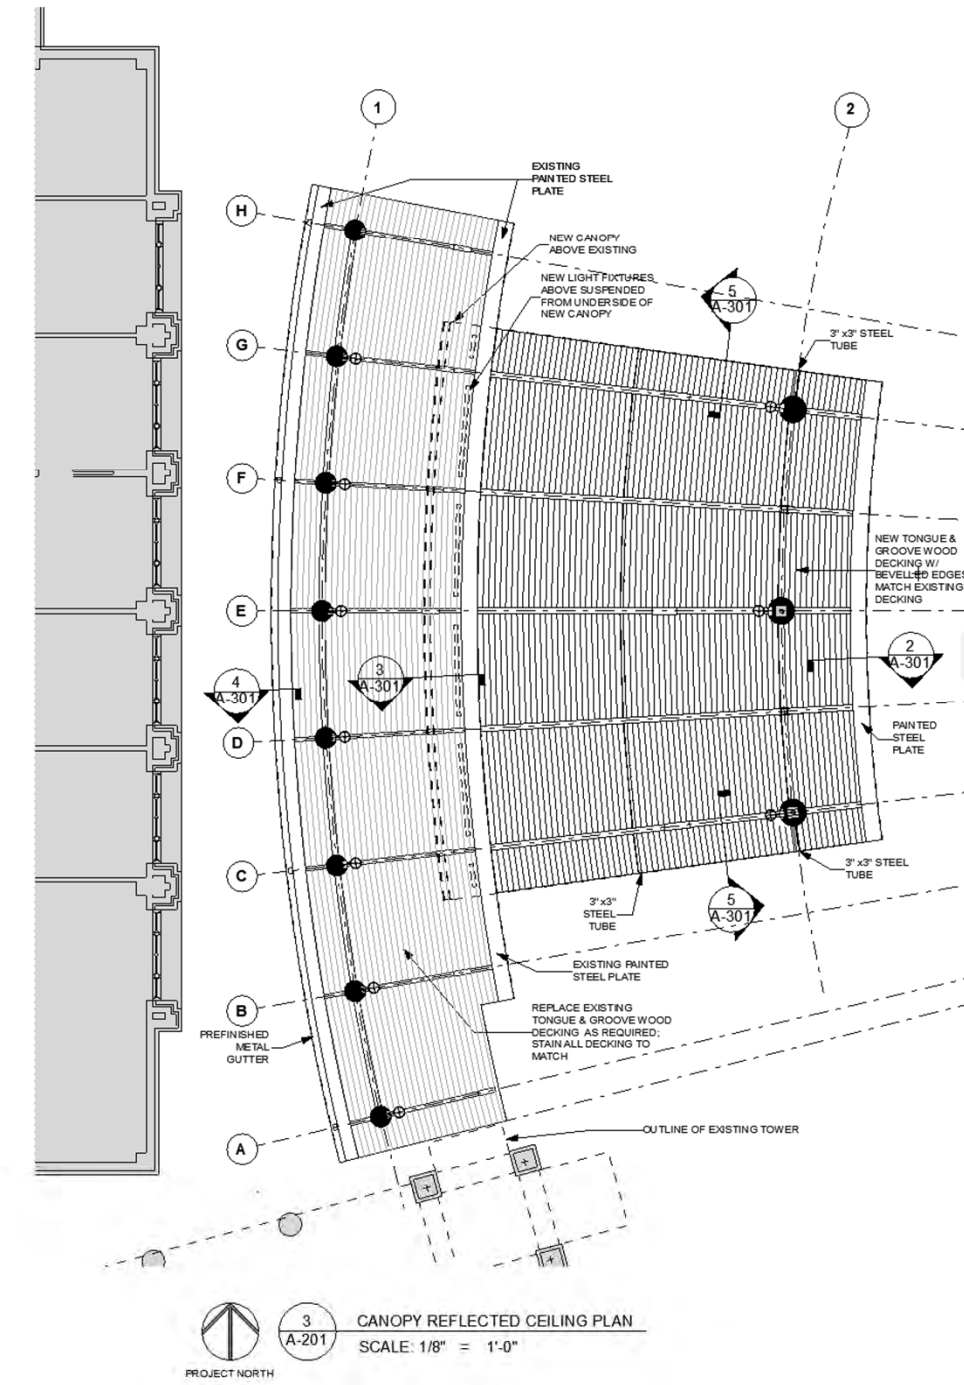 1
2
EXISTING
PAINTED STEEL
PLATE
H
NEW CANOPY
ABOVE EXISTING
NEW LIGHT FIXTURES
ABOVE SUSPENDED
FROM UNDERSIDE OF
NEW CANOPY
5
A-301
3" x3" STEEL
TUBE
G
F
NEW TONGUE &
GROOVE WOOD
DECKING W/
BEVELLED EDGES
MATCH EXISTING
DECKING
E
2
A-301
3
A-301
4
A-301
D
PAINTED
STEEL
PLATE
C
3" x3" STEEL
TUBE
3" x3"
STEEL
TUBE
5
A-301
EXISTING PAINTED
STEEL PLATE
B
REPLACE EXISTING
TONGUE & GROOVE WOOD
DECKING AS REQUIRED;
STAIN ALL DECKING TO
MATCH
PREFINISHED
METAL
GUTTER
A
OUTLINE OF EXISTING TOWER
3
A-201
CANOPY REFLECTED CEILING PLAN
SCALE: 1/8" = 1'-0"
PROJECT NORTH